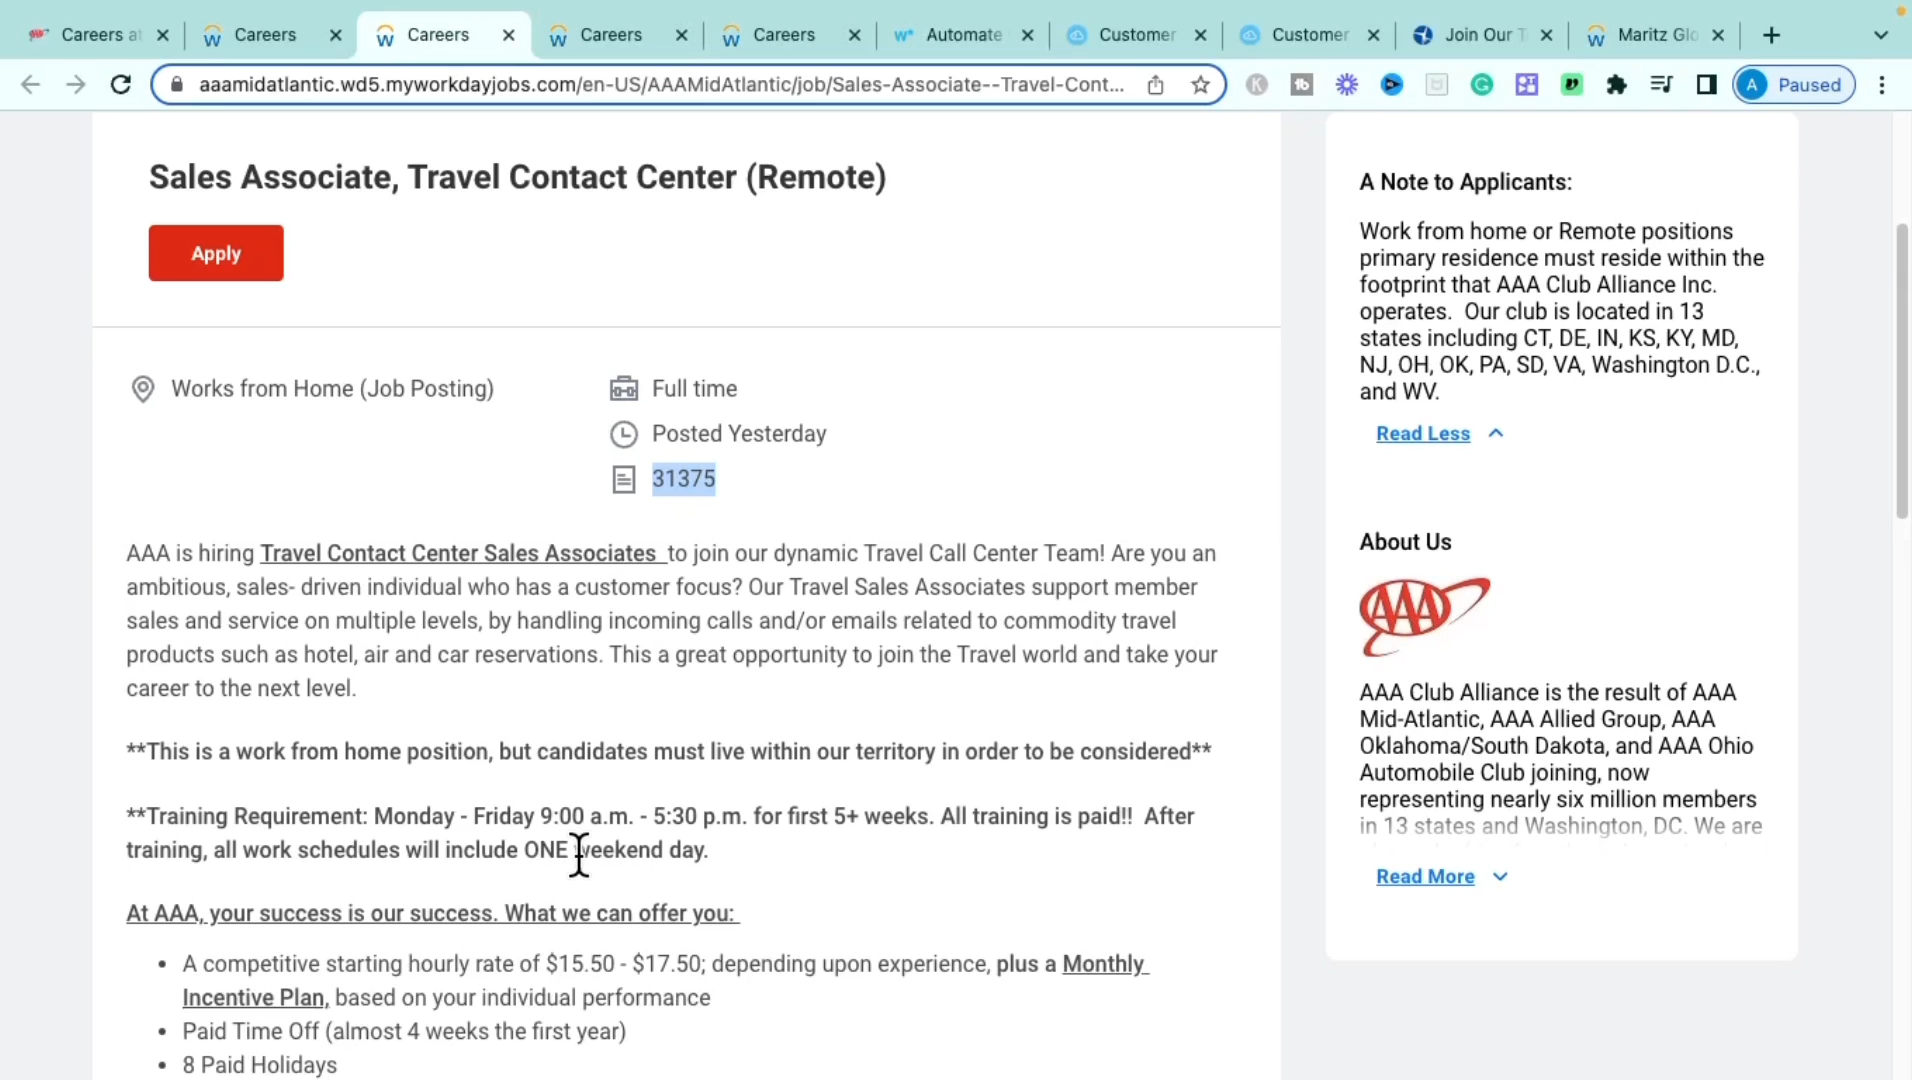 Careers at
Careers
Careers
Careers
Careers
Automate
Customer
Customer
Join Our T
Maritz Glo
aaamidatlantic.wd5.myworkdayjobs.com/en-US/AAAMidAtlantic/job/Sales-Associate--Travel-Cont...
A Paused
Sales Associate, Travel Contact Center (Remote)
Apply
Works from Home (Job Posting)
Full time
Posted Yesterday
31375
AAA is hiring Travel Contact Center Sales Associates to join our dynamic Travel Call Center Team! Are you an
ambitious, sales- driven individual who has a customer focus? Our Travel Sales Associates support member
sales and service on multiple levels, by handling incoming calls and/or emails related to commodity travel
products such as hotel, air and car reservations. This a great opportunity to join the Travel world and take your
career to the next level.
**This is a work from home position, but candidates must live within our territory in order to be considered**
**Training Requirement: Monday - Friday 9:00 a.m. - 5:30 p.m. for first 5+ weeks. All training is paid!! After
training, all work schedules will include ONE weekend day.
At AAA, your success is our success. What we can offer you:
• A competitive starting hourly rate of $15.50 - $17.50; depending upon experience, plus a Monthly
Incentive Plan, based on your individual performance
• Paid Time Off (almost 4 weeks the first year)
• 8 Paid Holidays
A Note to Applicants:
Work from home or Remote positions
primary residence must reside within the
footprint that AAA Club Alliance Inc.
operates. Our club is located in 13
states including CT, DE, IN, KS, KY, MD,
NJ, OH, OK, PA, SD, VA, Washington D.C.,
and WV.
Read Less
About Us
AAA
AAA Club Alliance is the result of AAA
Mid-Atlantic, AAA Allied Group, AAA
Oklahoma/South Dakota, and AAA Ohio
Automobile Club joining, now
representing nearly six million members
in 13 states and Washington, DC. We are
Read More